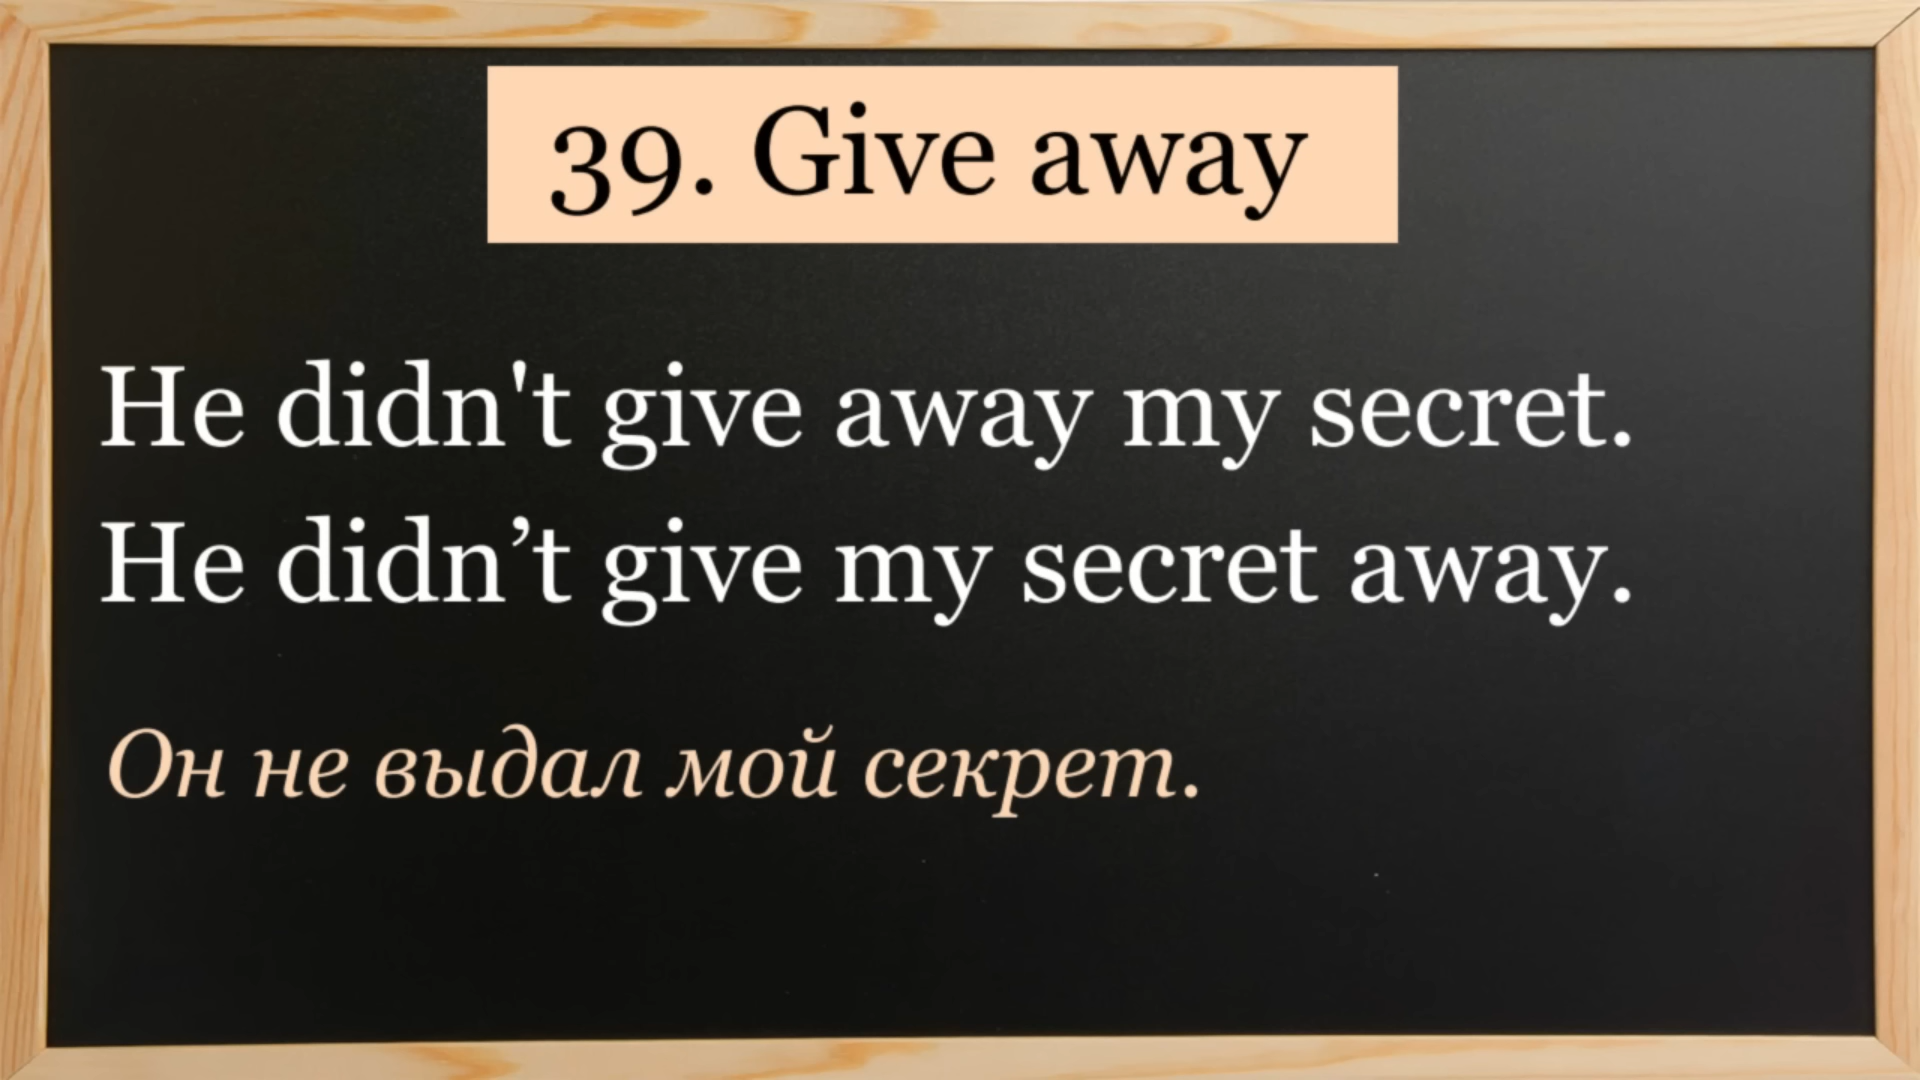 39. Give away
He didn't give away my secret.
He didn’t give my secret away.
Он не выдал мой секрет.